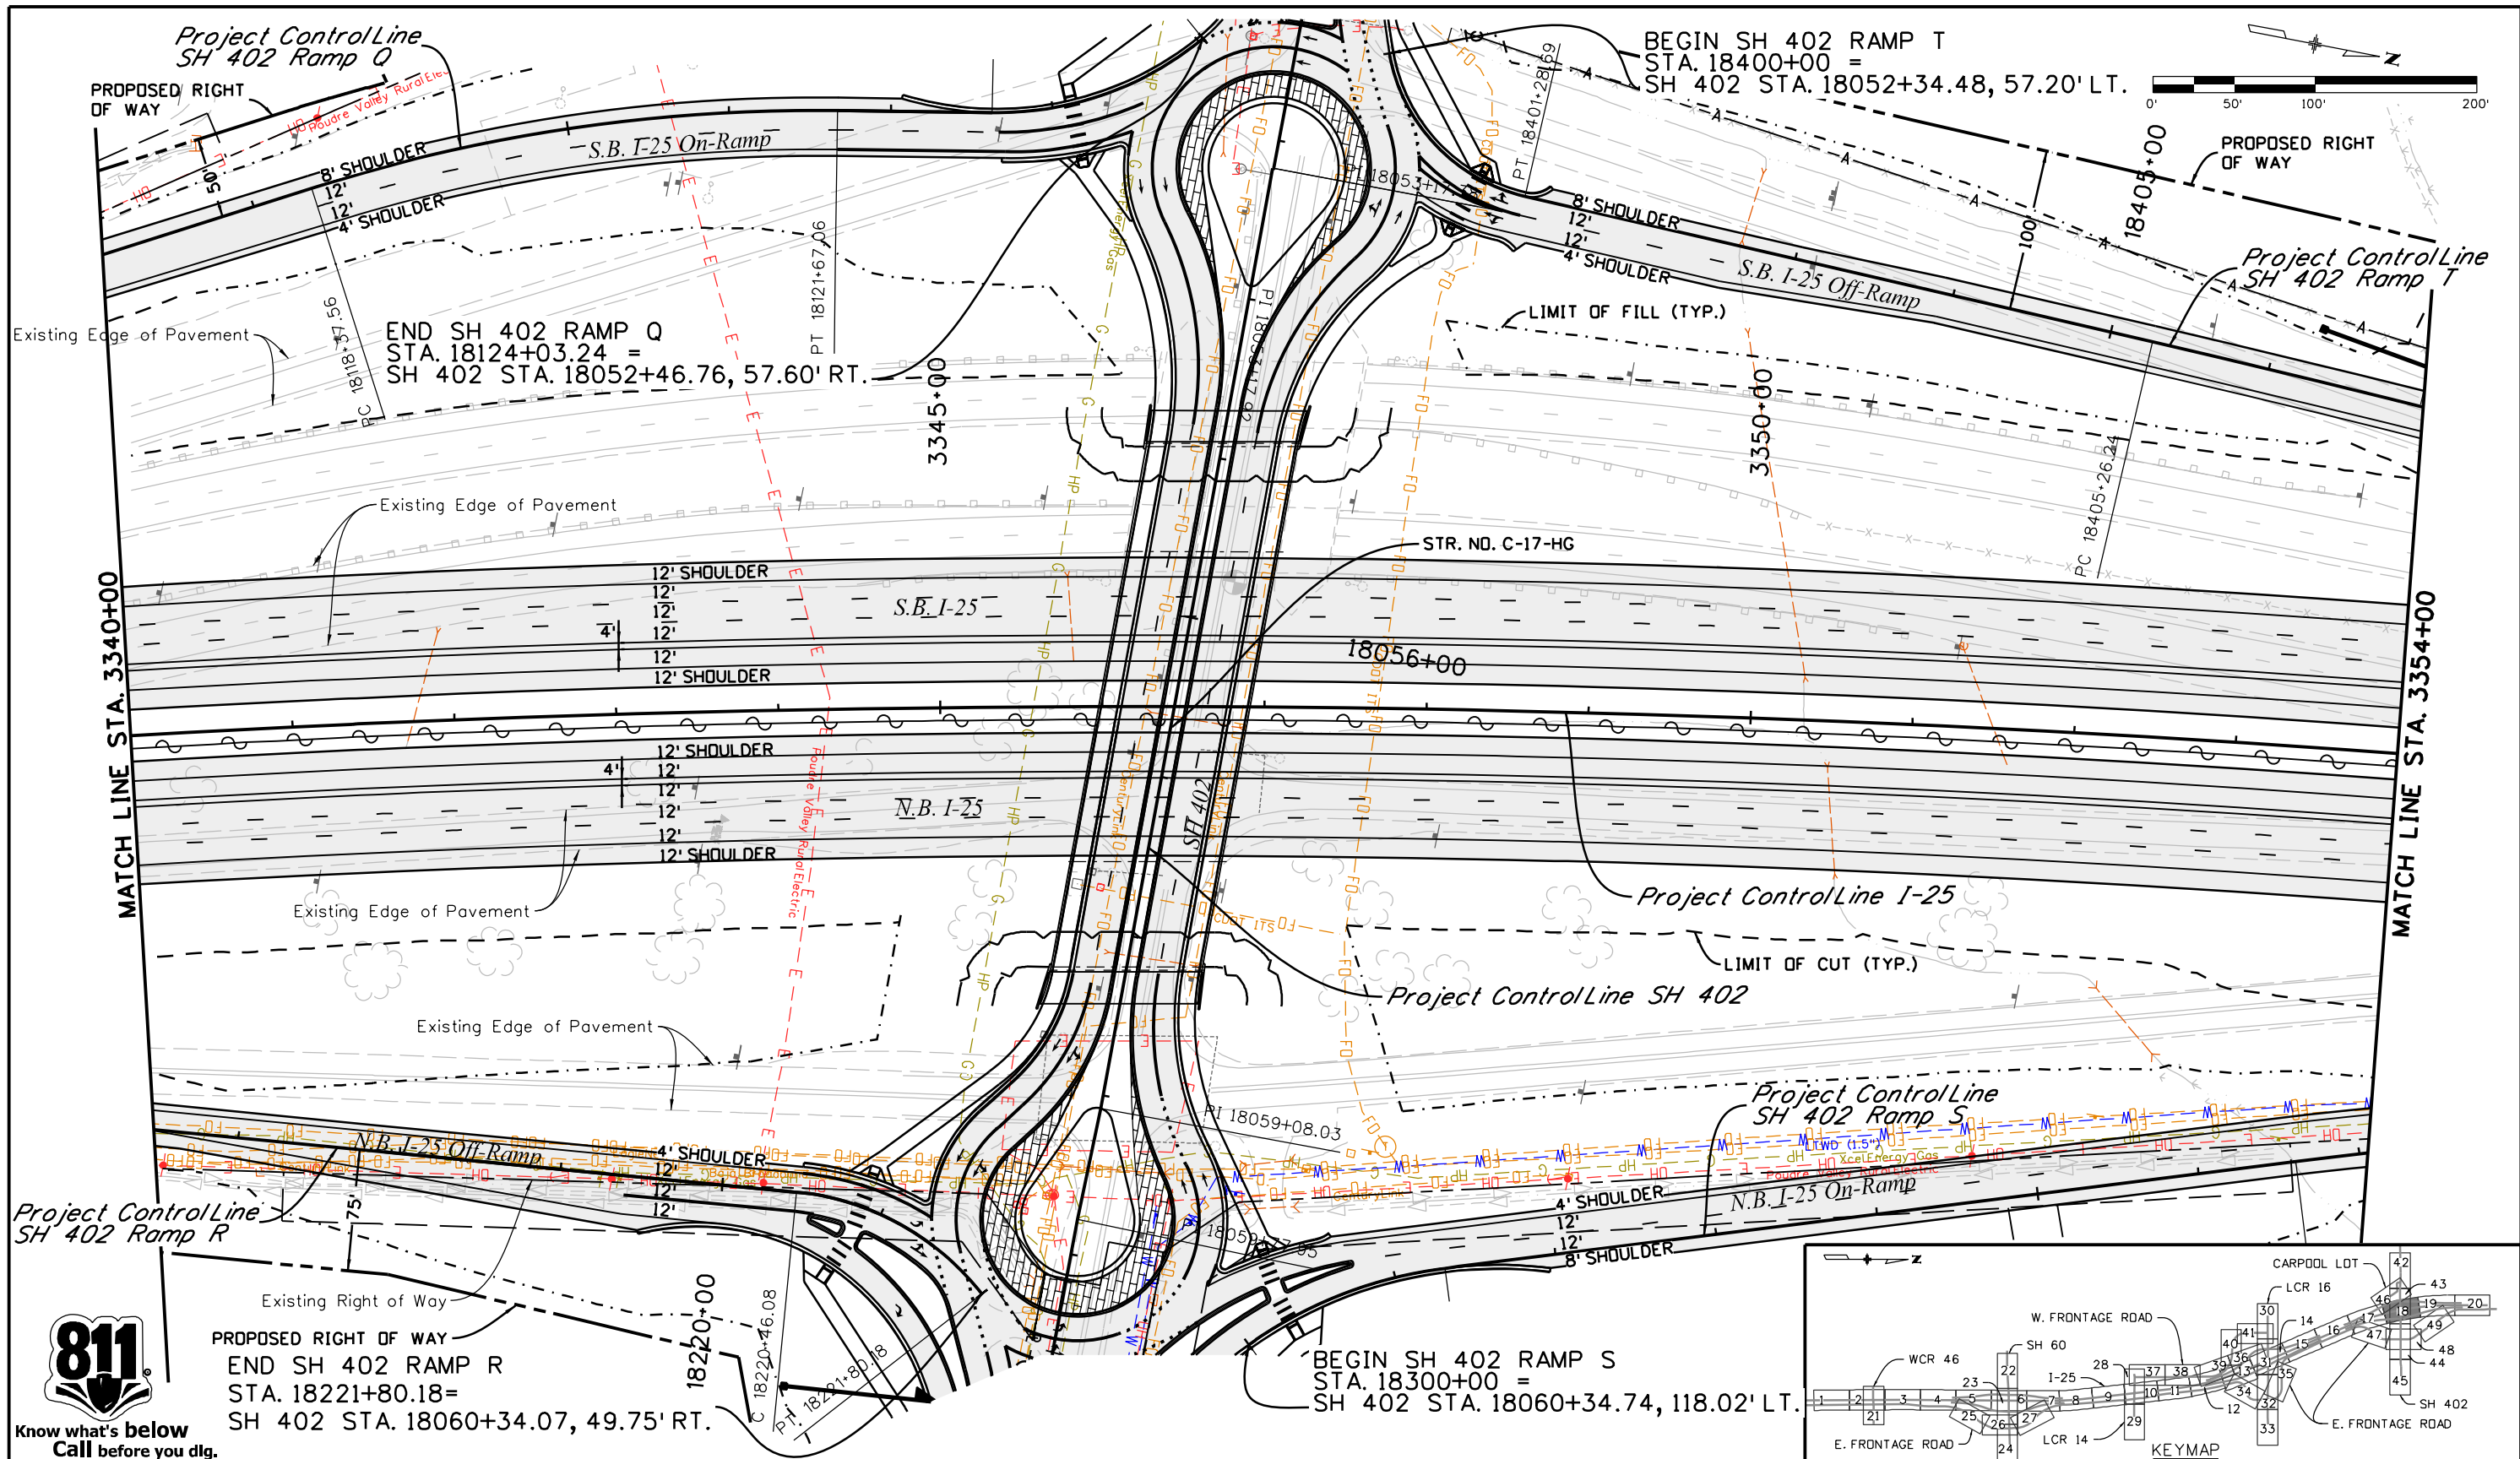 Project Control Line
SH 402 Ramp Q
PROPOSED RIGHT
OF WAY
Poudre Valley Rural Elec
50'
8' SHOULDER
12'
12'
4' SHOULDER
S.B. I-25 On-Ramp
BEGIN SH 402 RAMP T
STA. 18400+00 =
SH 402 STA. 18052+34.48, 57.20' LT.
PT 18401+28.69
N
0' 50' 100' 200'
18405+00
PROPOSED RIGHT
OF WAY
100'
Project Control Line
SH 402 Ramp T
8' SHOULDER
12'
12'
4' SHOULDER
S.B. I-25 Off-Ramp
LIMIT OF FILL (TYP.)
Existing Edge of Pavement
PC 18118+37.56
END SH 402 RAMP Q
STA. 18124+03.24 =
SH 402 STA. 18052+46.76, 57.60' RT.
PT 18121+67.06
3345+00
3350+00
PC 18405+26.24
Existing Edge of Pavement
STR. NO. C-17-HG
MATCH LINE STA. 3340+00
12' SHOULDER
12'
12'
12'
4'
12'
12' SHOULDER
S.B. I-25
18056+00
MATCH LINE STA. 3354+00
12' SHOULDER
12'
4'
12'
12'
12'
12' SHOULDER
N.B. I-25
SH 402
Poudre Valley Rural Electric
CenturyLink
CDOT ITS
Project Control Line I-25
Existing Edge of Pavement
LIMIT OF CUT (TYP.)
Project Control Line SH 402
Existing Edge of Pavement
PI 18059+08.03
Project Control Line
SH 402 Ramp S
LTWD (1.5")
Xcel Energy Gas
Poudre Valley Rural Electric
CenturyLink
N.B. I-25 Off-Ramp
4' SHOULDER
12'
12'
12'
4' SHOULDER
12'
12'
8' SHOULDER
N.B. I-25 On-Ramp
Project Control Line
SH 402 Ramp R
75'
Existing Right of Way
PROPOSED RIGHT OF WAY
END SH 402 RAMP R
STA. 18221+80.18=
SH 402 STA. 18060+34.07, 49.75' RT.
18220+00
C 18220+46.08
PT. 18221+80.18
BEGIN SH 402 RAMP S
STA. 18300+00 =
SH 402 STA. 18060+34.74, 118.02' LT.
811
Know what's below
Call before you dig.
N
CARPOOL LOT
LCR 16
W. FRONTAGE ROAD
SH 60
WCR 46
I-25
E. FRONTAGE ROAD
LCR 14
E. FRONTAGE ROAD
SH 402
KEYMAP